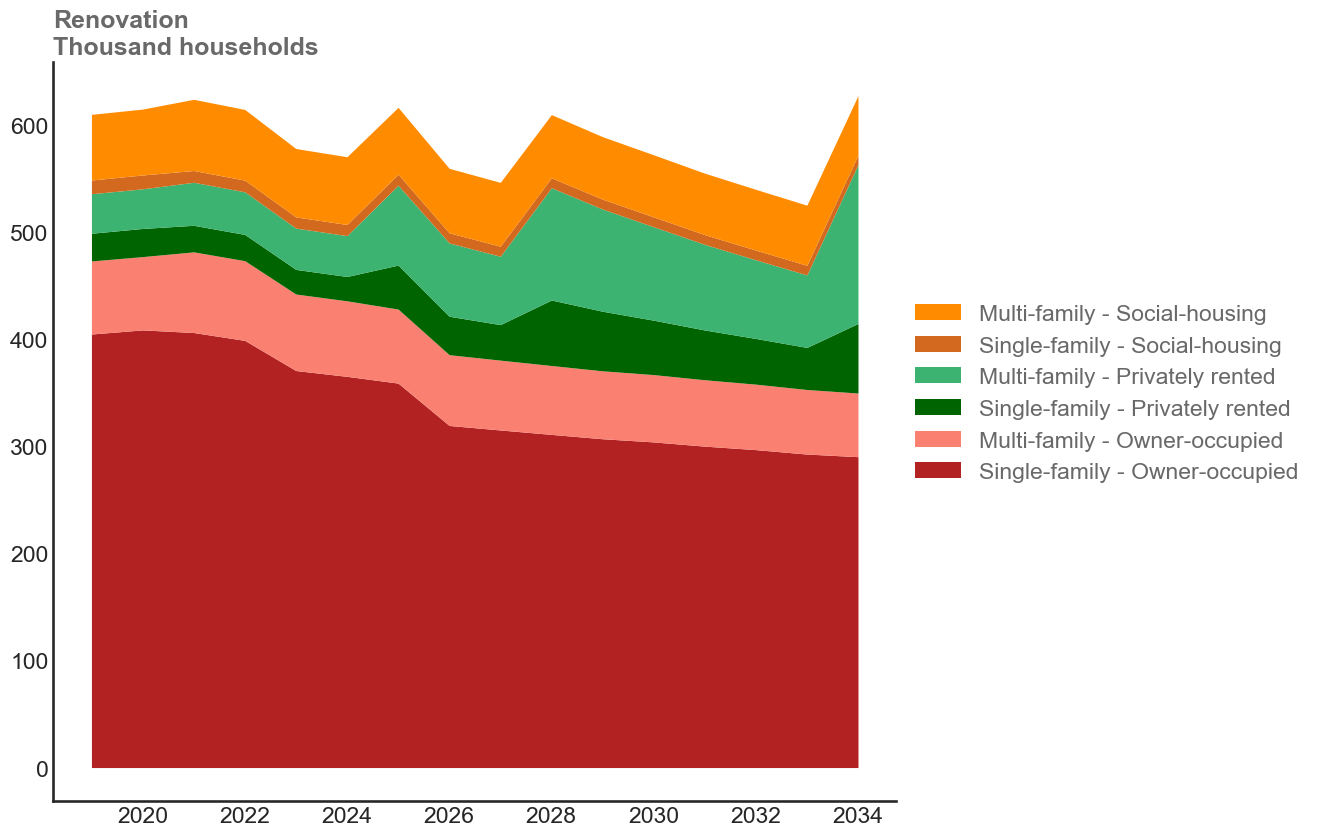 Renovation
Thousand households
600
500
400
300
200
100
0
2020 2022 2024 2026 2028 2030 2032 2034
Multi-family - Social-housing
Single-family - Social-housing
Multi-family - Privately rented
Single-family - Privately rented
Multi-family - Owner-occupied
Single-family - Owner-occupied